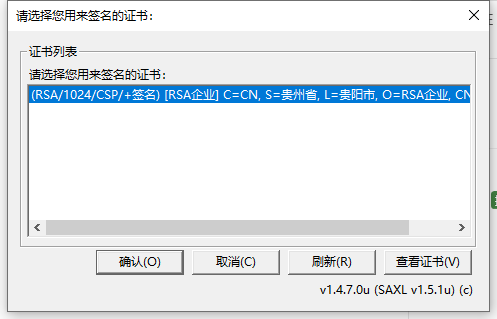 请选择您用来签名的证书：
证书列表
请选择您用来签名的证书：
(RSA/1024/CSP/+签名) [RSA企业] C=CN, S=贵州省, L=贵阳市, O=RSA企业, CN
确认(O) 取消(C) 刷新(R) 查看证书(V)
v1.4.7.0u (SAXL v1.5.1u) (c)